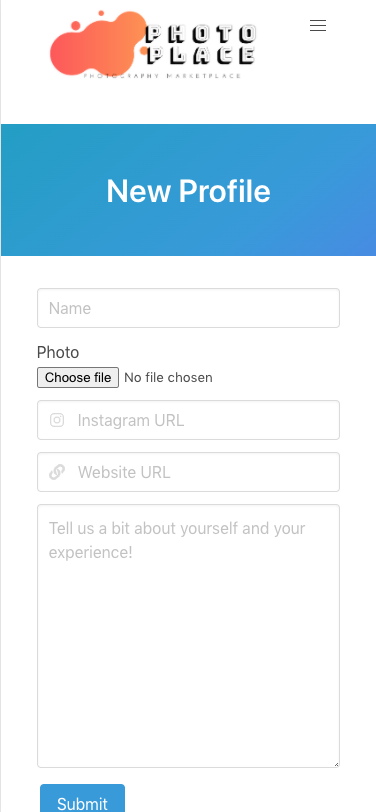 PHOTO
PLACE
PHOTOGRAPHY MARKETPLACE
New Profile
Name
Photo
Choose file No file chosen
Instagram URL
Website URL
Tell us a bit about yourself and your
experience!
Submit